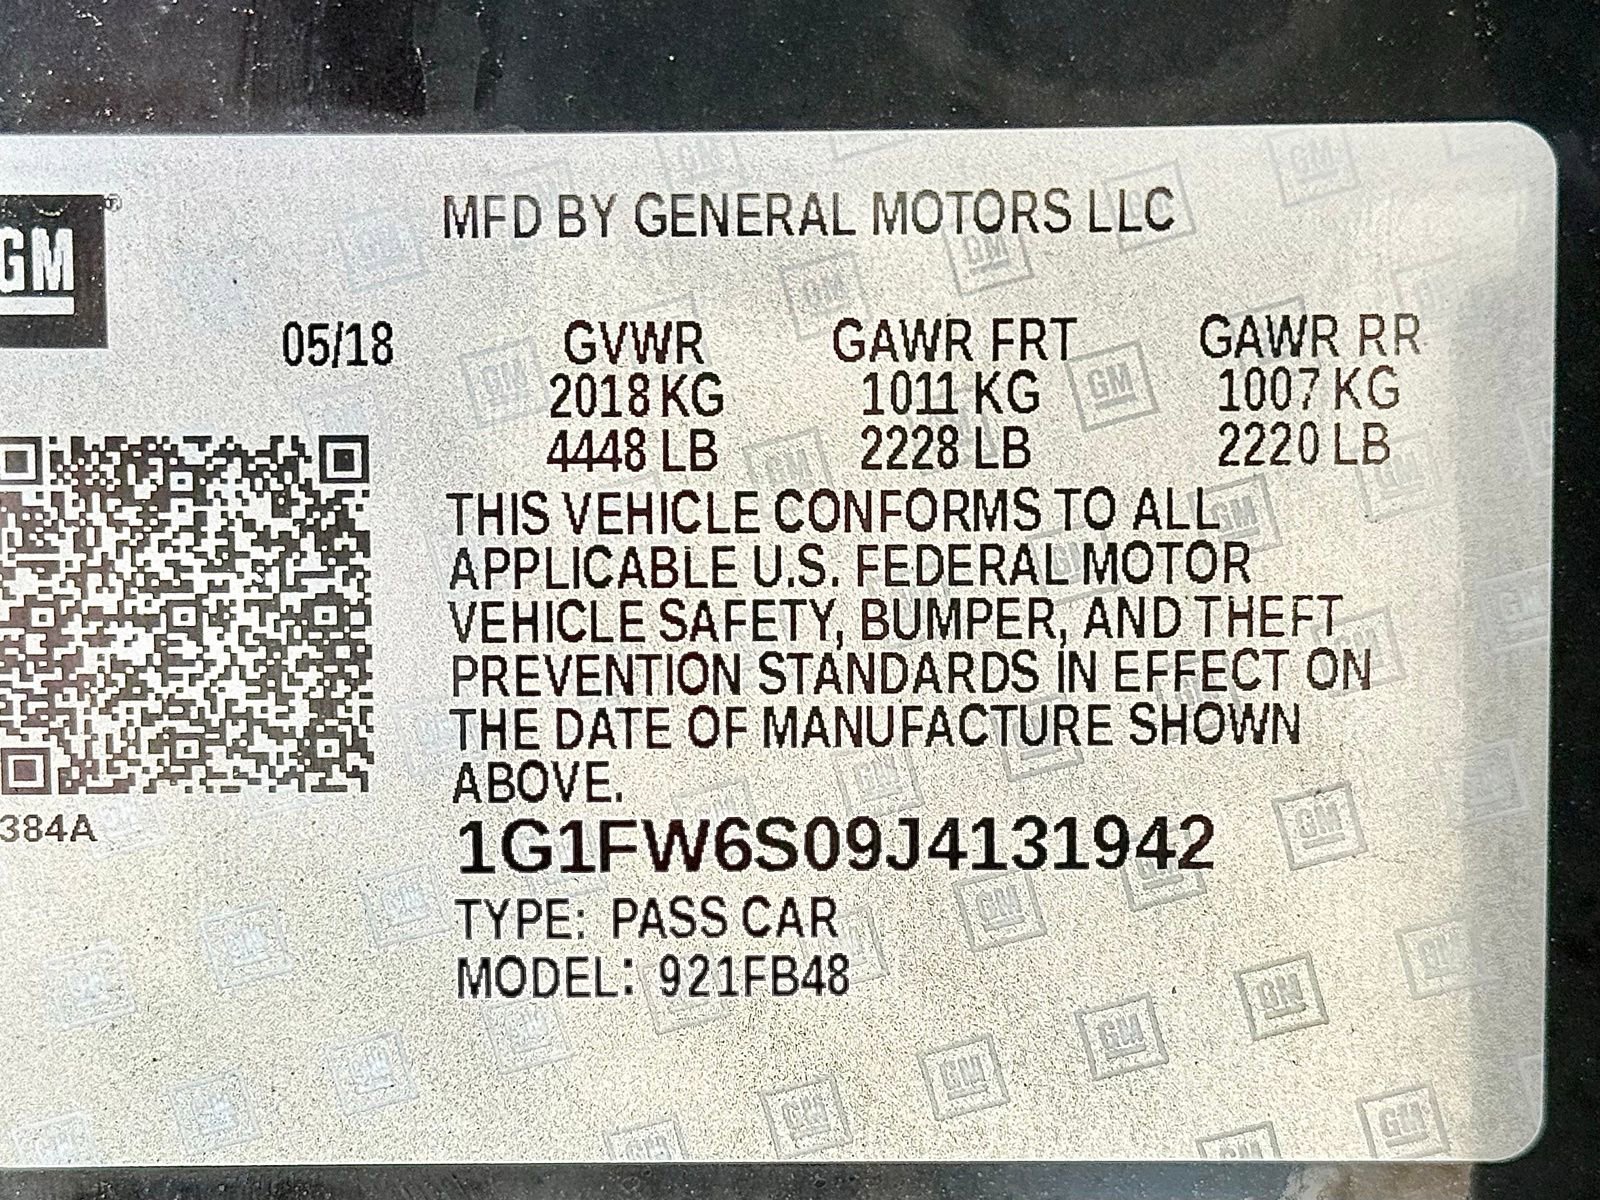 GM
MFD BY GENERAL MOTORS LLC
05/18 GVWR GAWR FRT GAWR RR
2018 KG 1011 KG 1007 KG
4448 LB 2228 LB 2220 LB
THIS VEHICLE CONFORMS TO ALL
APPLICABLE U.S. FEDERAL MOTOR
VEHICLE SAFETY, BUMPER, AND THEFT
PREVENTION STANDARDS IN EFFECT ON
THE DATE OF MANUFACTURE SHOWN
ABOVE.
384A
1G1FW6S09J4131942
TYPE: PASS CAR
MODEL: 921FB48